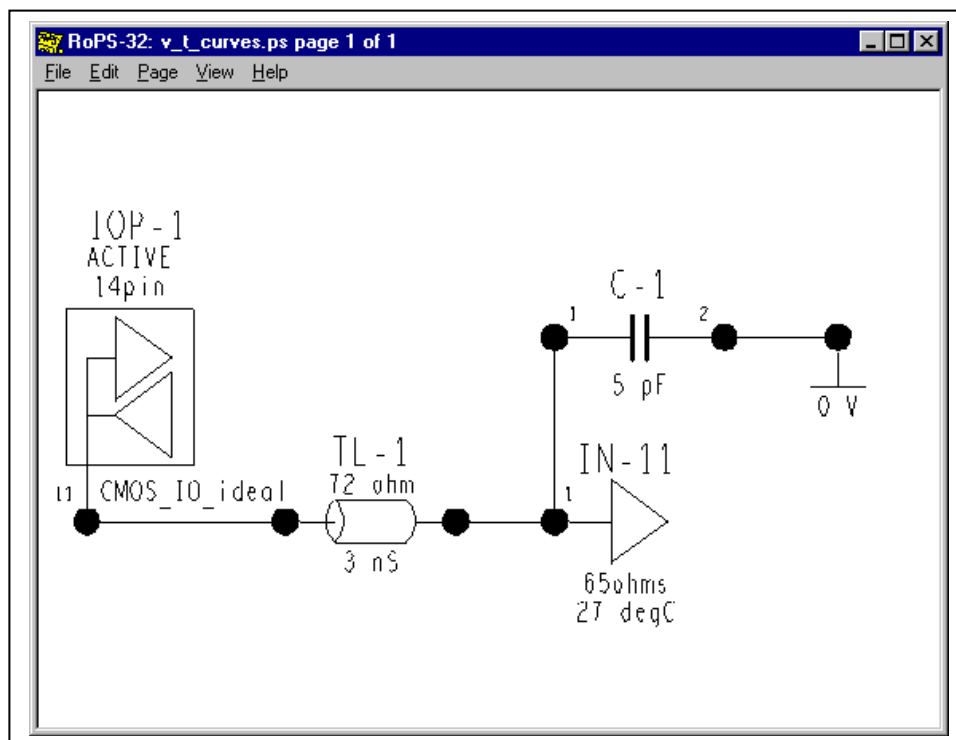 RoPS-32: v_t_curves.ps page 1 of 1
File Edit Page View Help
IOP-1
ACTIVE
14pin
C-1
1
2
5 pF
0 V
TL-1
72 ohm
3 nS
IN-11
11
CMOS_IO_ideal
1
65ohms
27 degC